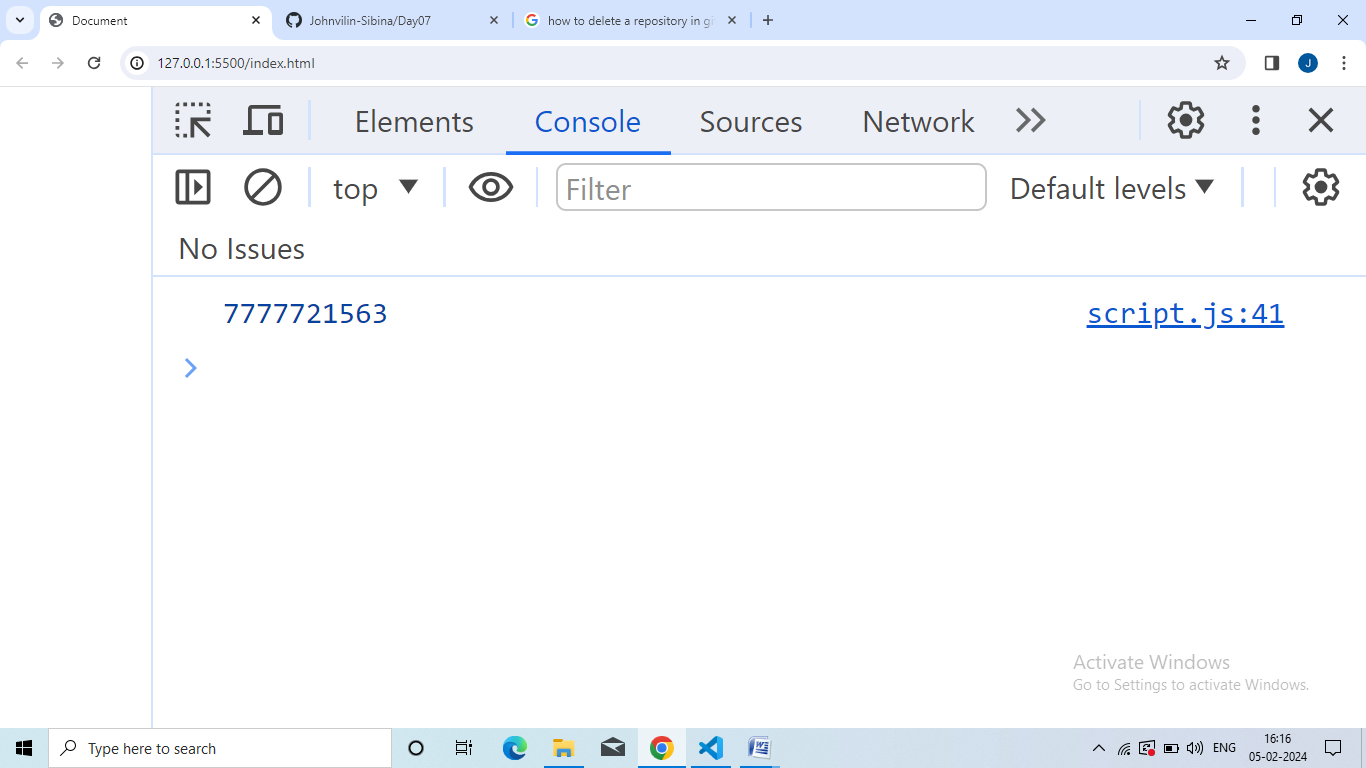 Document
Johnvilin-Sibina/Day07
how to delete a repository in gi
127.0.0.1:5500/index.html
J
Elements Console Sources Network
top Filter Default levels
No Issues
7777721563 script.js:41
Activate Windows
Go to Settings to activate Windows.
Type here to search
ENG
16:16
05-02-2024